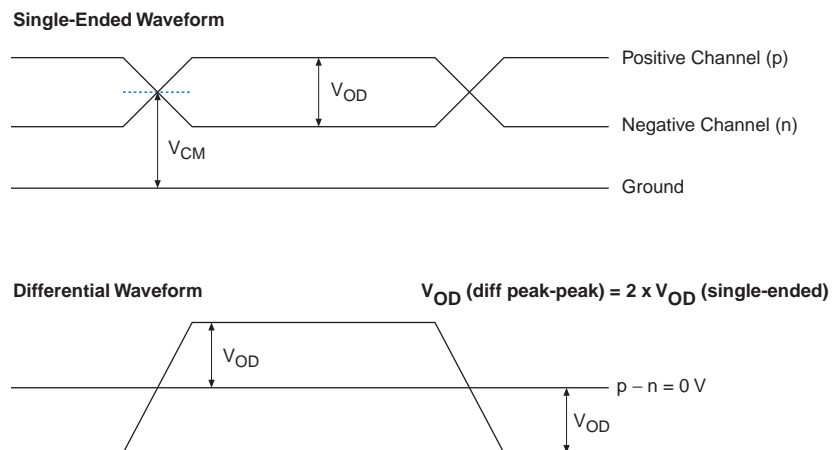 Single-Ended Waveform
Positive Channel (p)
VOD
Negative Channel (n)
VCM
Ground
Differential Waveform
VOD (diff peak-peak) = 2 x VOD (single-ended)
VOD
p – n = 0 V
VOD